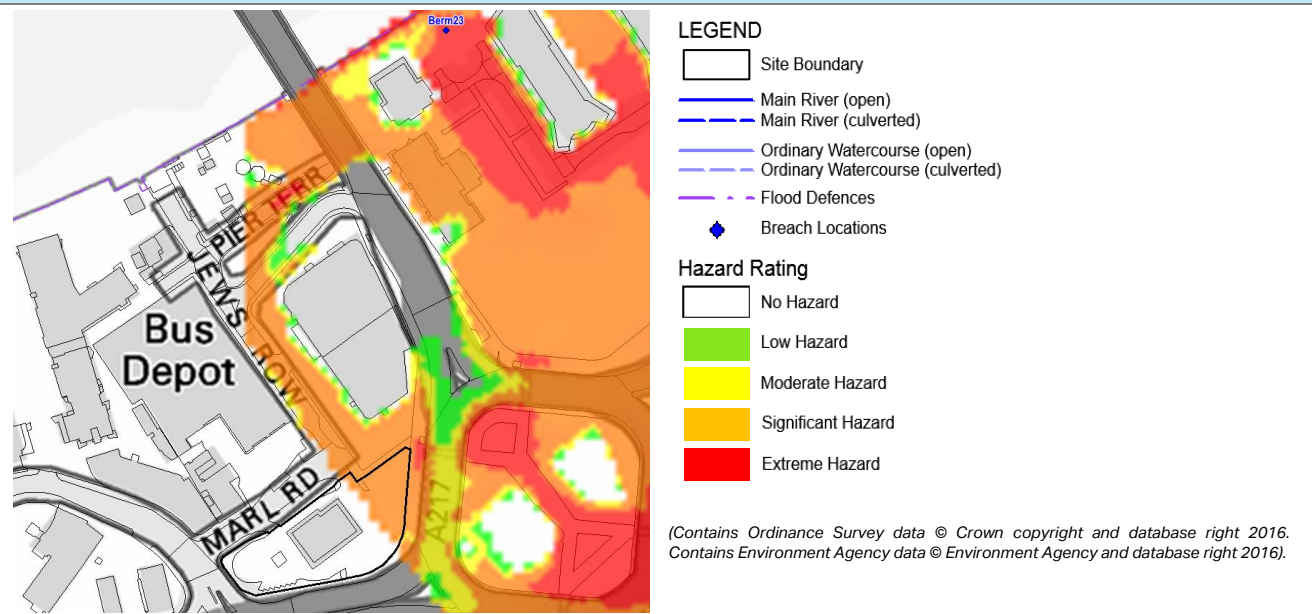 Berm23
PIER TERR
JEWS ROW
Bus
Depot
MARL RD
A217
LEGEND
Site Boundary
Main River (open)
Main River (culverted)
Ordinary Watercourse (open)
Ordinary Watercourse (culverted)
Flood Defences
Breach Locations
Hazard Rating
No Hazard
Low Hazard
Moderate Hazard
Significant Hazard
Extreme Hazard
(Contains Ordinance Survey data © Crown copyright and database right 2016.
Contains Environment Agency data © Environment Agency and database right 2016).